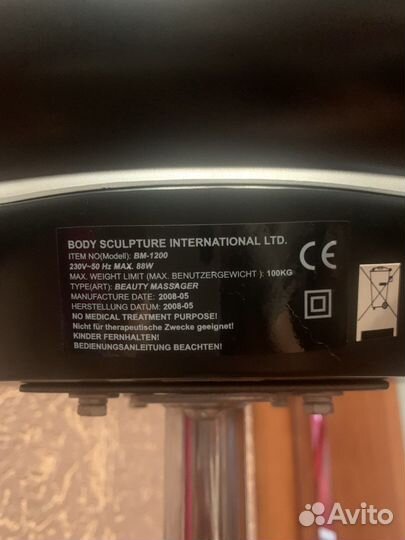 BODY SCULPTURE INTERNATIONAL LTD.
ITEM NO(Modell): BM-1200
230V~50 Hz MAX. 88W
MAX. WEIGHT LIMIT (MAX. BENUTZERGEWICHT ): 100KG
TYPE(ART): BEAUTY MASSAGER
MANUFACTURE DATE: 2008-05
HERSTELLUNG DATUM: 2008-05
NO MEDICAL TREATMENT PURPOSE!
Nicht für therapeutische Zwecke geeignet!
KINDER FERNHALTEN!
BEDIENUNGSANLEITUNG BEACHTEN!
CE
Avito